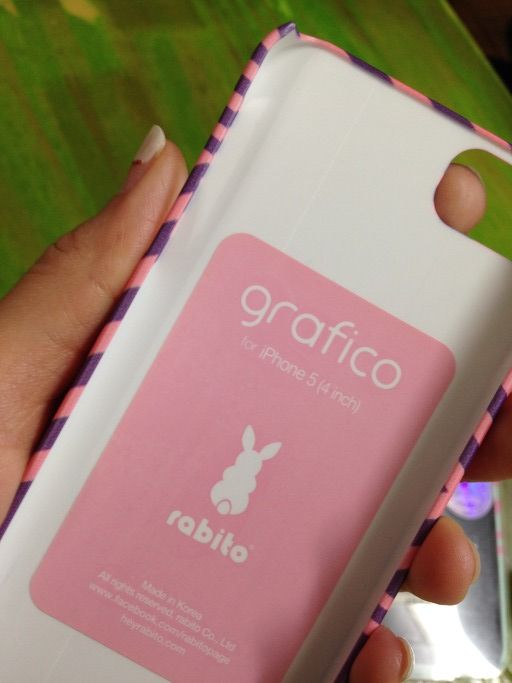 grafico
for iPhone 5 (4 inch)
rabito®
Made in Korea
All rights reserved. rabito Co., Ltd
www.facebook.com/rabitopage
heyrabito.com